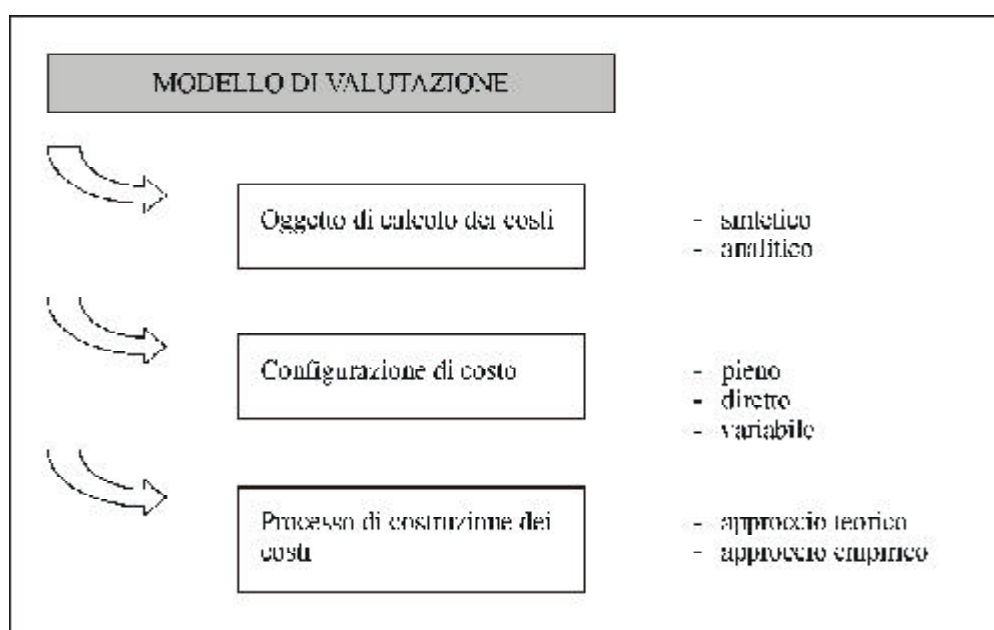 MODELLO DI VALUTAZIONE
Oggetto di calcolo dei costi
- sintetico
- analitico
Configurazione di costo
- pieno
- diretto
- variabile
Processo di costruzione dei
costi
- approccio teorico
- approccio empirico